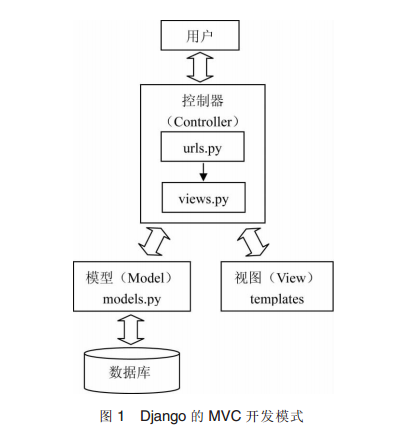 用户
控制器
（Controller）
urls.py
views.py
模型（Model）
models.py
视图（View）
templates
数据库
图 1 Django 的 MVC 开发模式